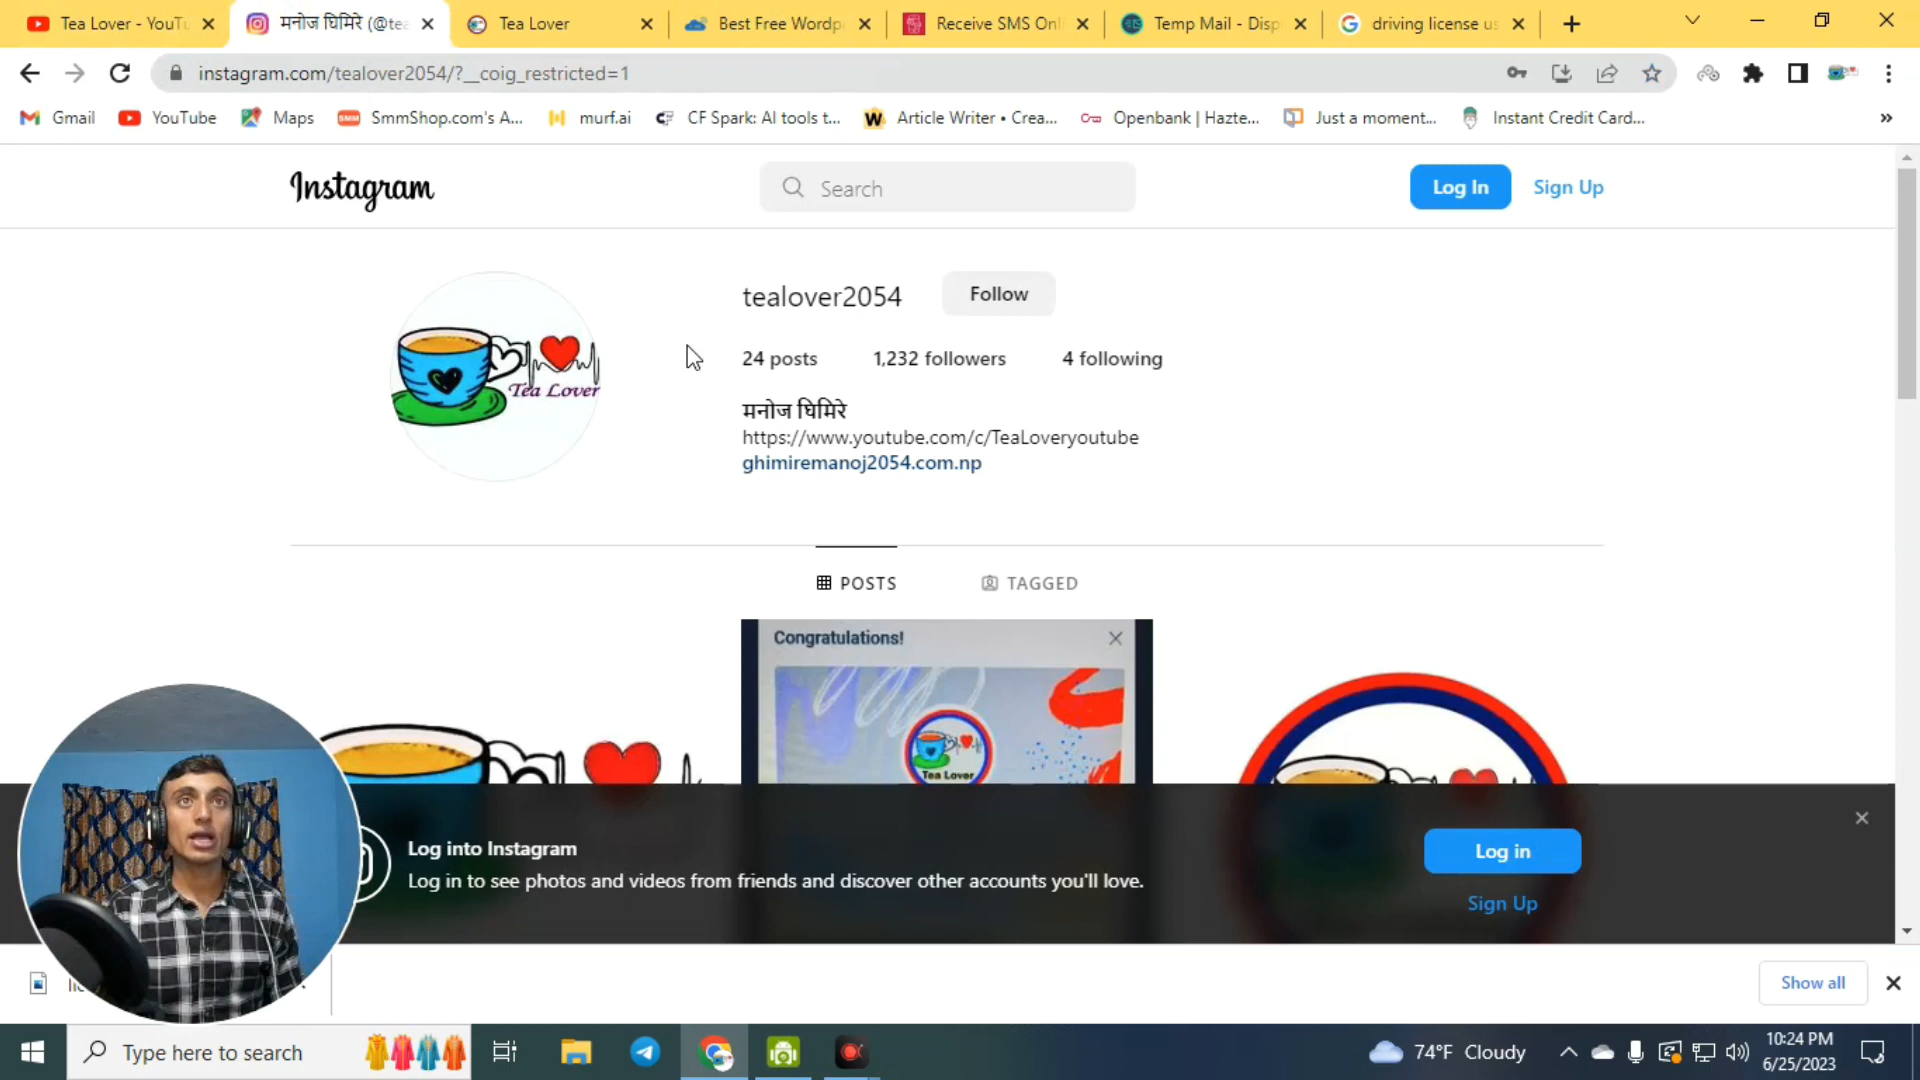 Tea Lover - YouTu
मनोज घिमिरे (@tea
Tea Lover
Best Free Wordp
Receive SMS Onl
Temp Mail - Disp
driving license us
instagram.com/tealover2054/?__coig_restricted=1
Gmail
YouTube
Maps
SmmShop.com's A...
murf.ai
CF Spark: AI tools t...
Article Writer • Crea...
Openbank | Hazte...
Just a moment...
Instant Credit Card...
Instagram
Search
Log In
Sign Up
tealover2054
Follow
24 posts
1,232 followers
4 following
Tea Lover
मनोज घिमिरे
https://www.youtube.com/c/TeaLoveryoutube
ghimiremanoj2054.com.np
POSTS
TAGGED
Congratulations!
Tea Lover
Log into Instagram
Log in to see photos and videos from friends and discover other accounts you'll love.
Log in
Sign Up
Show all
Type here to search
74°F Cloudy
10:24 PM
6/25/2023